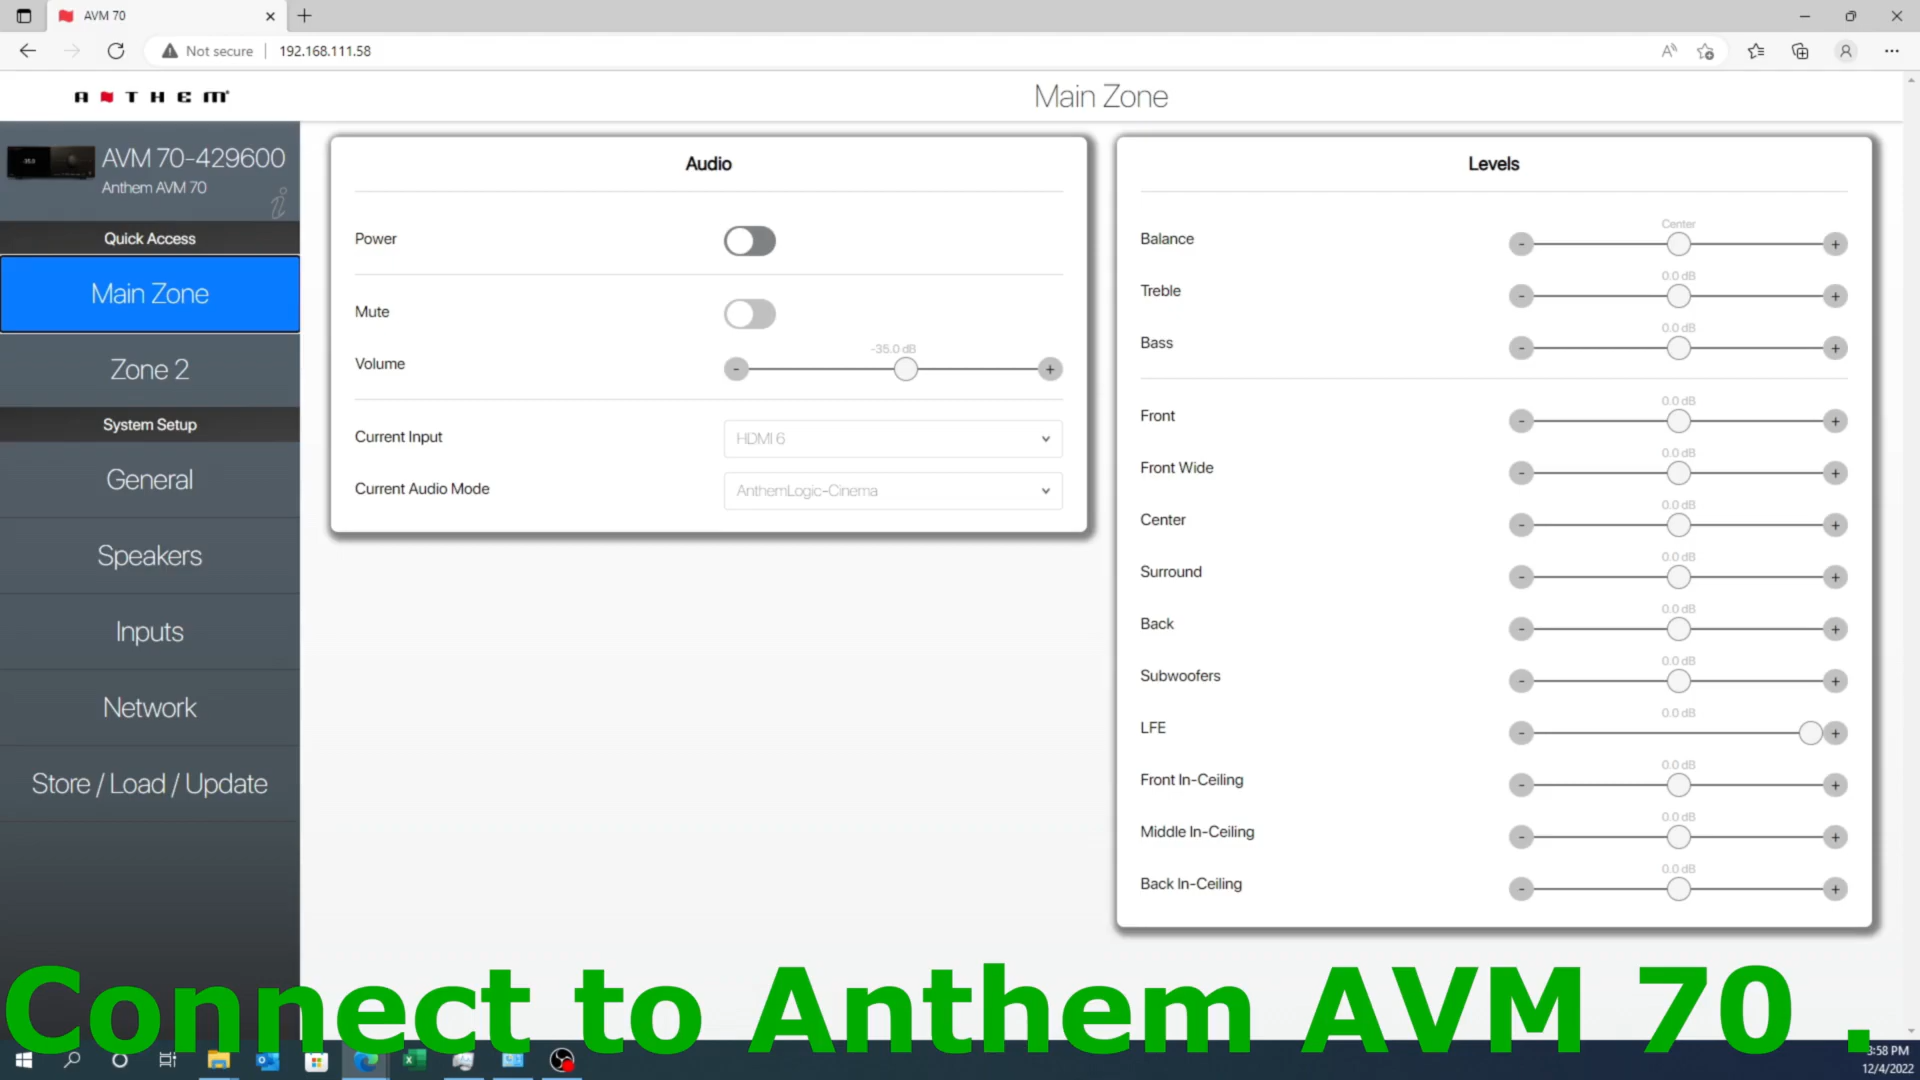 AVM 70
Not secure
192.168.111.58
ANTHEM
Main Zone
AVM 70-429600
Anthem AVM 70
Quick Access
Main Zone
Zone 2
System Setup
General
Speakers
Inputs
Network
Store / Load / Update
Audio
Power
Mute
Volume
-35.0 dB
- +
Current Input
HDMI 6
Current Audio Mode
AnthemLogic-Cinema
Levels
Balance
Center
- +
Treble
0.0 dB
- +
Bass
0.0 dB
- +
Front
0.0 dB
- +
Front Wide
0.0 dB
- +
Center
0.0 dB
- +
Surround
0.0 dB
- +
Back
0.0 dB
- +
Subwoofers
0.0 dB
- +
LFE
0.0 dB
- +
Front In-Ceiling
0.0 dB
- +
Middle In-Ceiling
0.0 dB
- +
Back In-Ceiling
0.0 dB
- +
Connect to Anthem AVM 70 .
:58 PM
12/4/2022